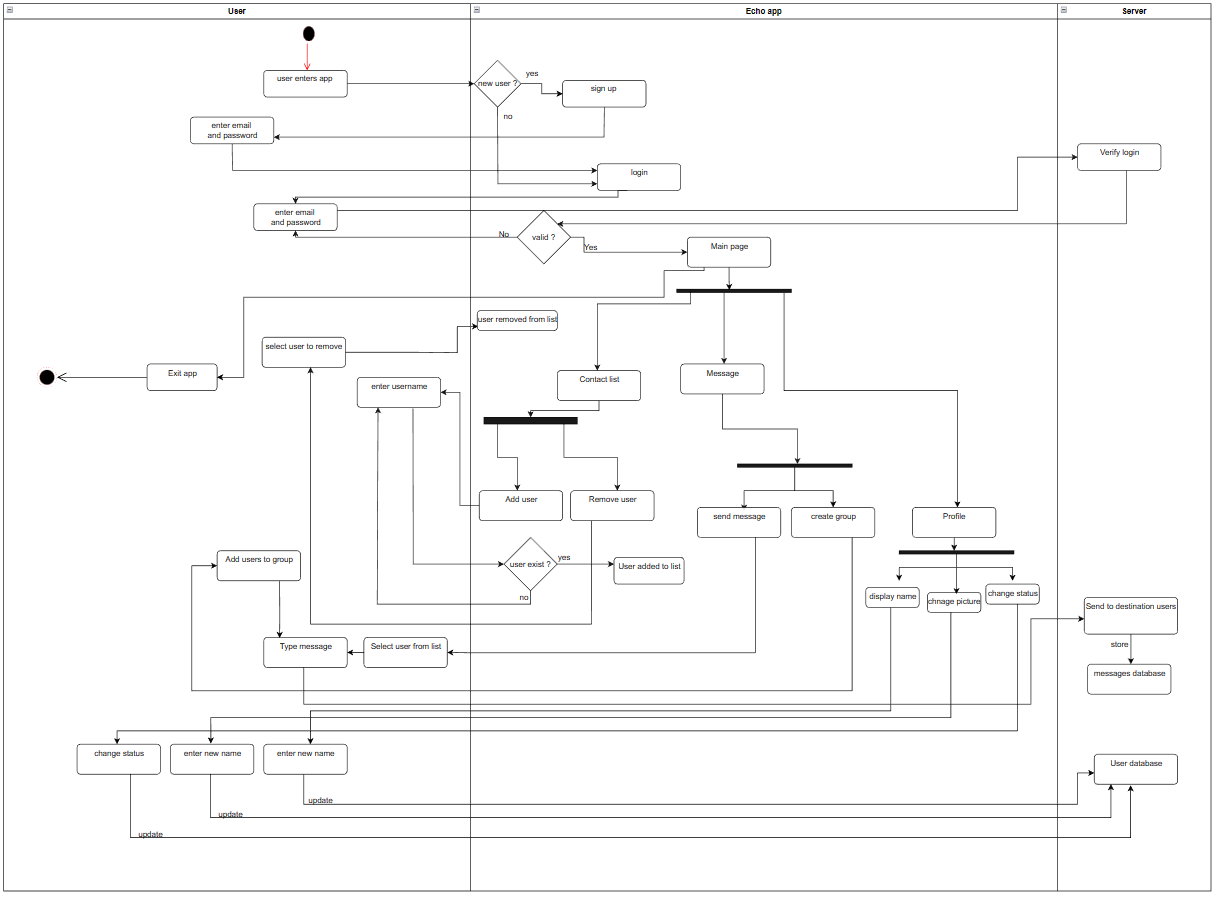 User
Echo app
Server
user enters app
new user ?
yes
sign up
no
enter email
and password
Verify login
login
enter email
and password
No
valid ?
Yes
Main page
user removed from list
select user to remove
Exit app
enter username
Contact list
Message
Add user
Remove user
send message
create group
Profile
Add users to group
user exist ?
yes
User added to list
no
display name
chnage picture
change status
Send to destination users
store
messages database
Type message
Select user from list
change status
enter new name
enter new name
User database
update
update
update